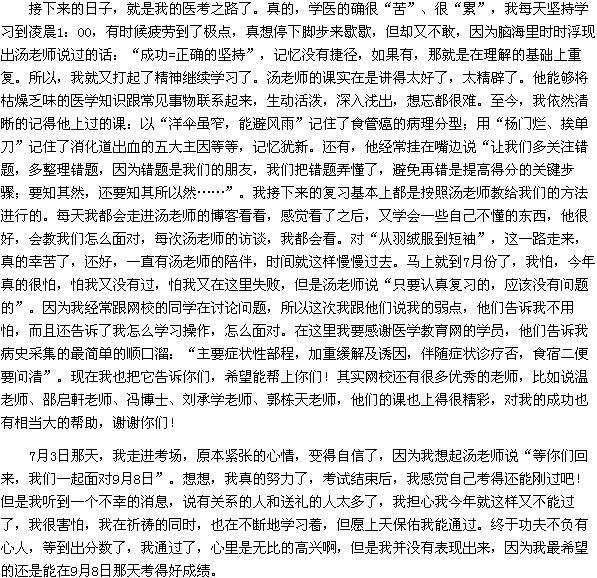 接下来的日子，就是我的医考之路了。真的，学医的确很“苦”、很“累”，我每天坚持学
习到凌晨1：00，有时候疲劳到了极点，真想停下脚步来歇歇，但却又不敢，因为脑海里时时浮现
出汤老师说过的话：“成功=正确的坚持”，记忆没有捷径，如果有，那就是在理解的基础上重
复。所以，我就又打起了精神继续学习了。汤老师的课实在是讲得太好了，太精辟了。他能够将
枯燥乏味的医学知识跟常见事物联系起来，生动活泼，深入浅出，想忘都很难。至今，我依然清
晰的记得他上过的课：以“洋伞虽窄，能避风雨”记住了食管癌的病理分型；用“杨门烂、挨单
刀”记住了消化道出血的五大主因等等，记忆犹新。还有，他经常挂在嘴边说“让我们多关注错
题，多整理错题，因为错题是我们的朋友，我们把错题弄懂了，避免再错是提高得分的关键步
骤；要知其然，还要知其所以然……”。我接下来的复习基本上都是按照汤老师教给我们的方法
进行的。每天我都会走进汤老师的博客看看，感觉看了之后，又学会一些自己不懂的东西，他很
好，会教我们怎么面对，每次汤老师的访谈，我都会看。对“从羽绒服到短袖”，这一路走来，
真的幸苦了，还好，一直有汤老师的陪伴，时间就这样慢慢过去。马上就到7月份了，我怕，今年
真的很怕，怕我又没有过，怕我又在这里失败，但是汤老师说“只要认真复习的，应该没有问题
的”。因为我经常跟网校的同学在讨论问题，所以这次我跟他们说我的弱点，他们告诉我不用
怕，而且还告诉了我怎么学习操作，怎么面对。在这里我要感谢医学教育网的学员，他们告诉我
病史采集的最简单的顺口溜：“主要症状性部程，加重缓解及诱因，伴随症状诊疗否，食宿二便
要问清”。现在我也把它告诉你们，希望能帮上你们！其实网校还有很多优秀的老师，比如说温
老师、邵启轩老师、冯博士、刘承学老师、郭栋天老师，他们的课也上得很精彩，对我的成功也
有相当大的帮助，谢谢你们！
7月3日那天，我走进考场，原本紧张的心情，变得自信了，因为我想起汤老师说“等你们回
来，我们一起面对9月8日”。想想，我真的努力了，考试结束后，我感觉自己考得还能刚过吧！
但是我听到一个不幸的消息，说有关系的人和送礼的人太多了，我担心我今年就这样又不能过
了，我很害怕，我在祈祷的同时，也在不断地学习着，但愿上天保佑我能通过。终于功夫不负有
心人，等到出分数了，我通过了，心里是无比的高兴啊，但是我并没有表现出来，因为我最希望
的还是能在9月8日那天考得好成绩。